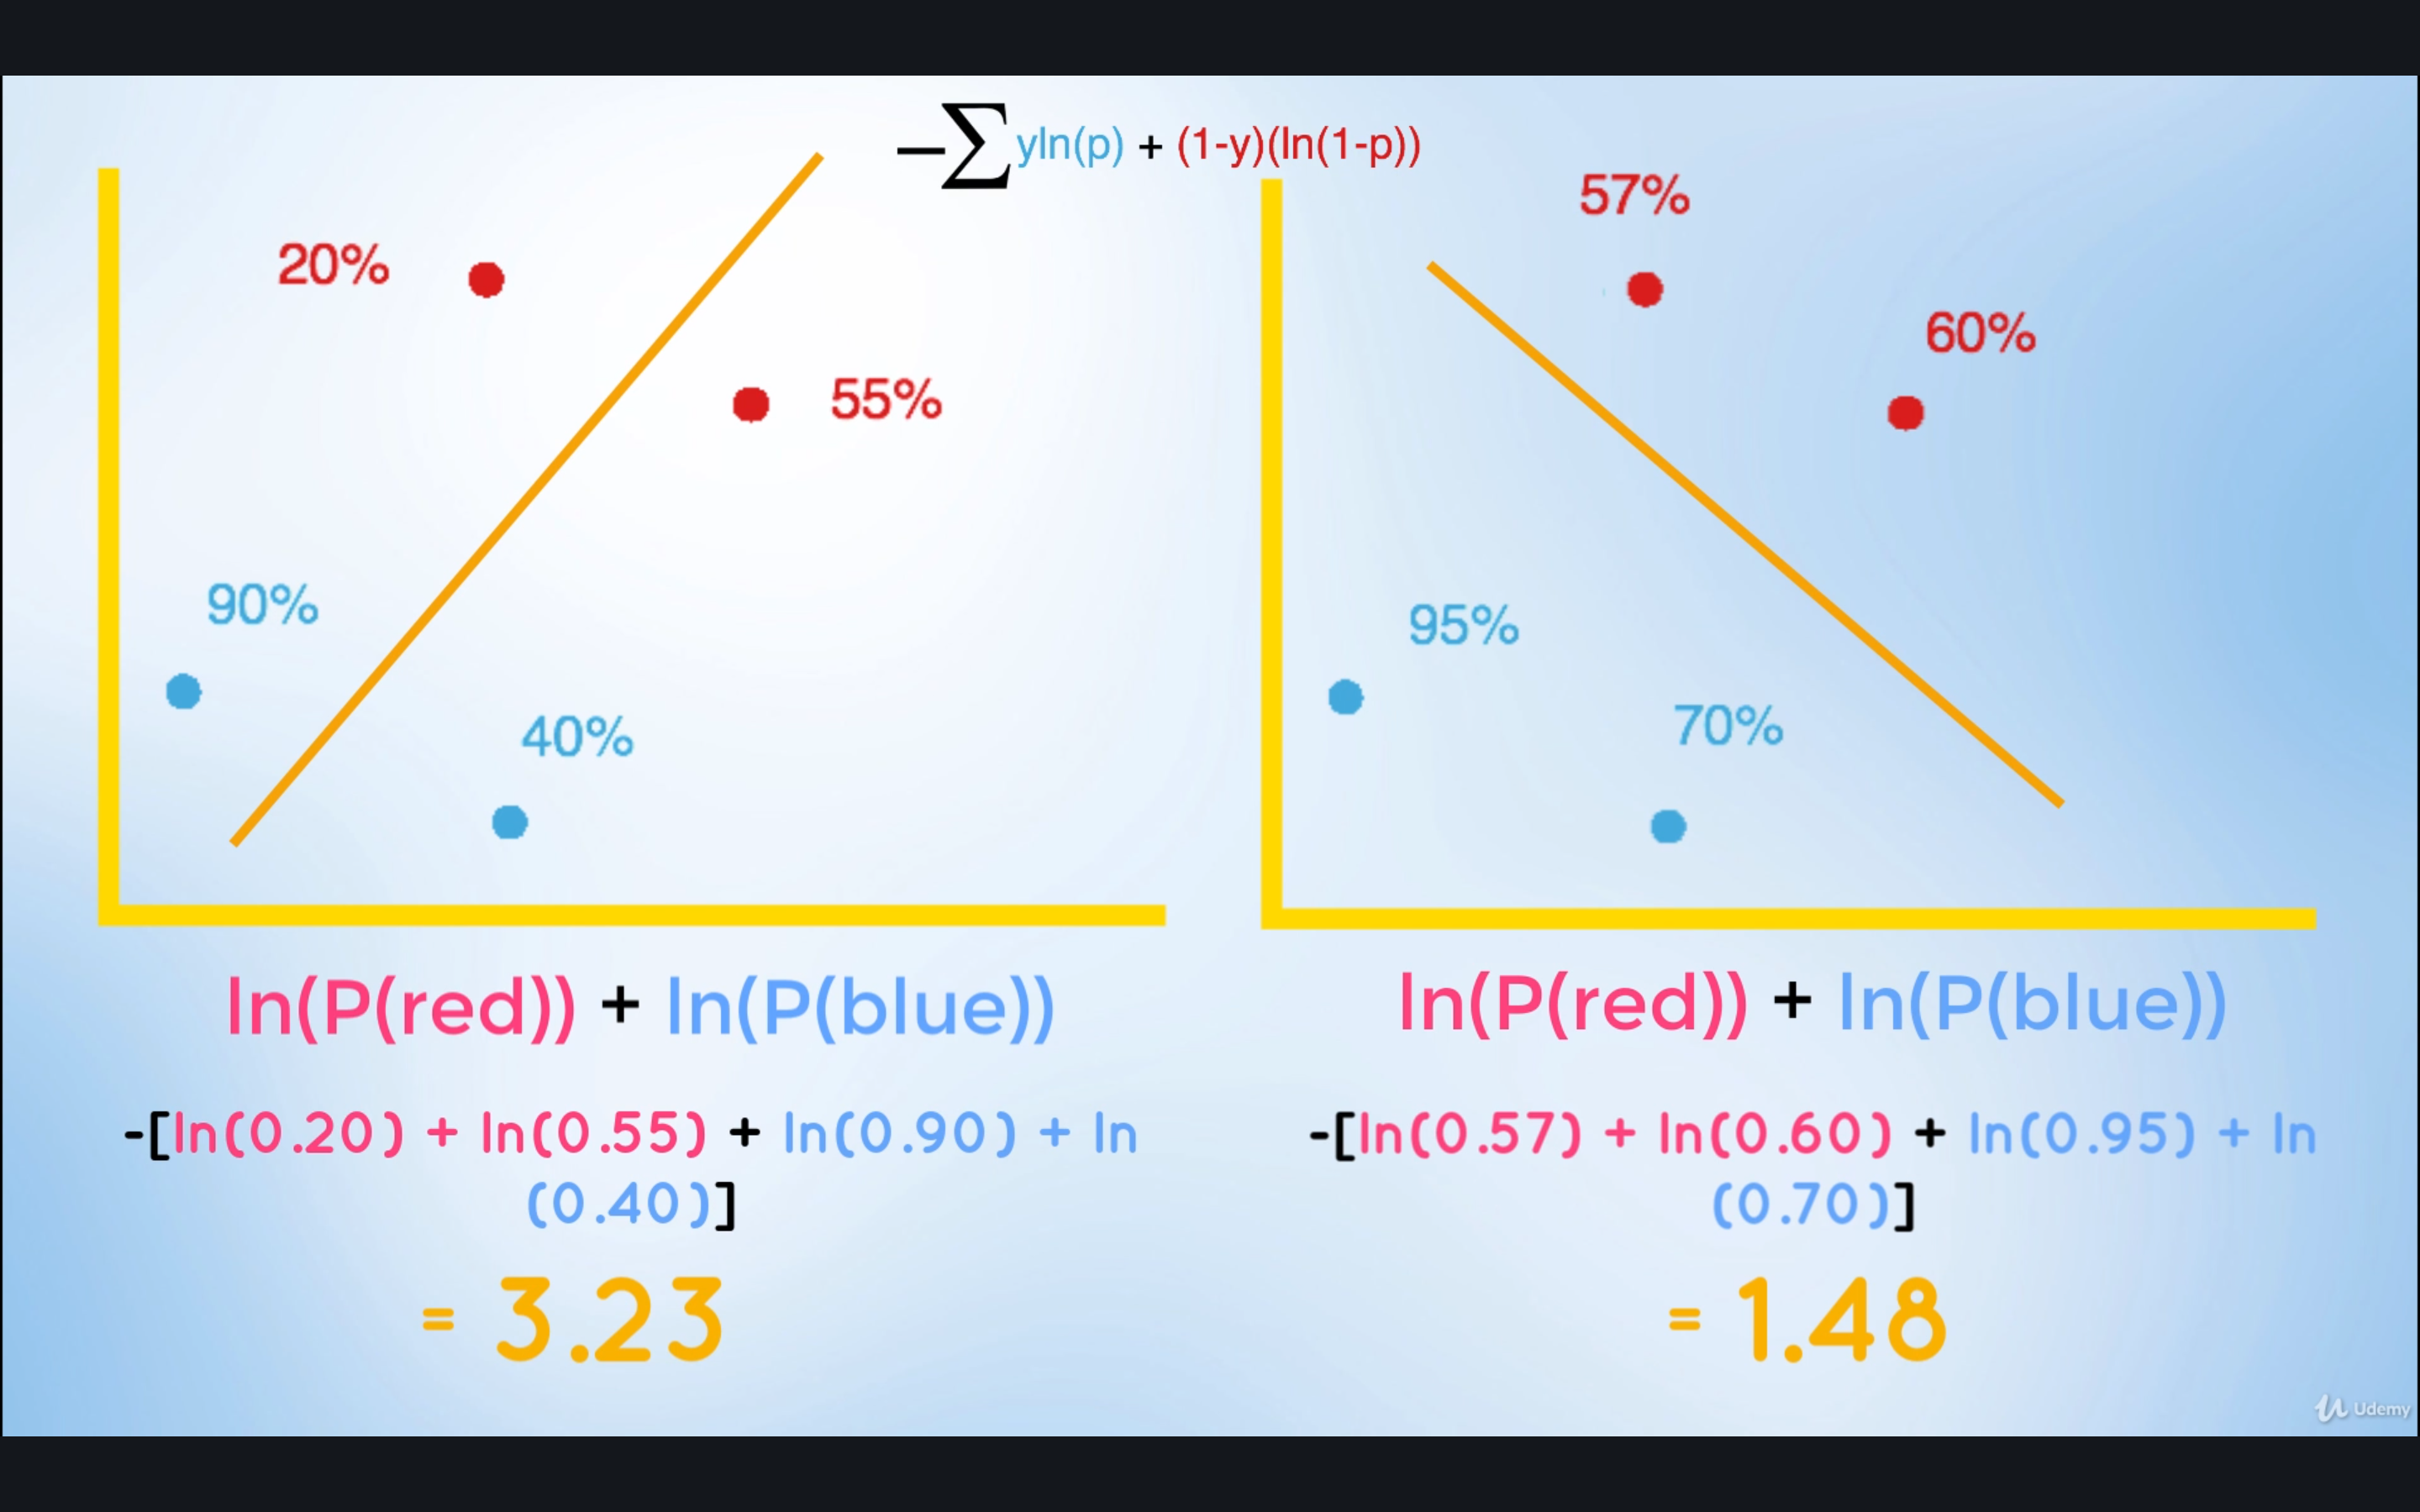 −∑ yln(p) + (1-y)(ln(1-p))
20%
55%
90%
40%
57%
60%
95%
70%
ln(P(red)) + ln(P(blue))
-[ln(0.20) + ln(0.55) + ln(0.90) + ln
(0.40)]
= 3.23
ln(P(red)) + ln(P(blue))
-[ln(0.57) + ln(0.60) + ln(0.95) + ln
(0.70)]
= 1.48
Udemy